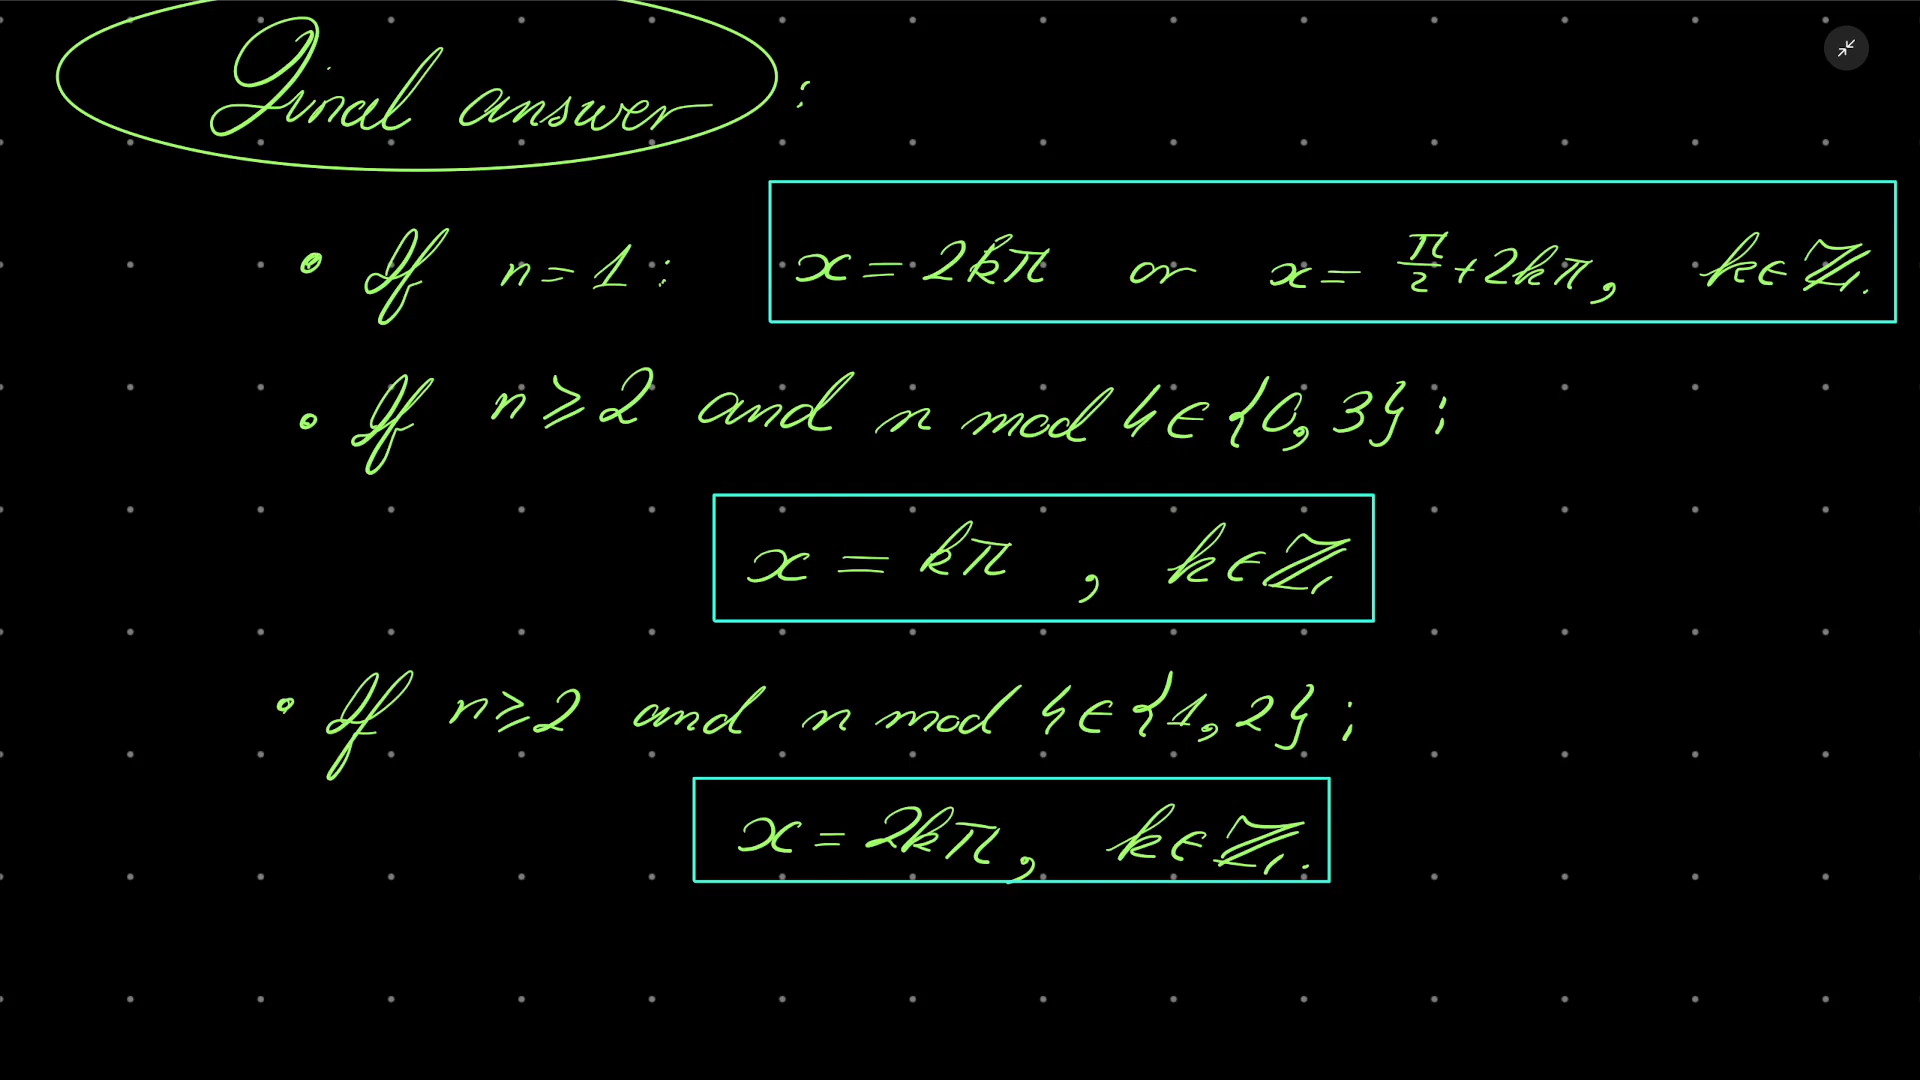 Final answer :
• If n = 1 : x = 2kπ or x = π/2 + 2kπ, k ∈ ℤ.
• If n ⩾ 2 and n mod 4 ∈ {0, 3} :
x = kπ , k ∈ ℤ
• If n ⩾ 2 and n mod 4 ∈ {1, 2} :
x = 2kπ, k ∈ ℤ.